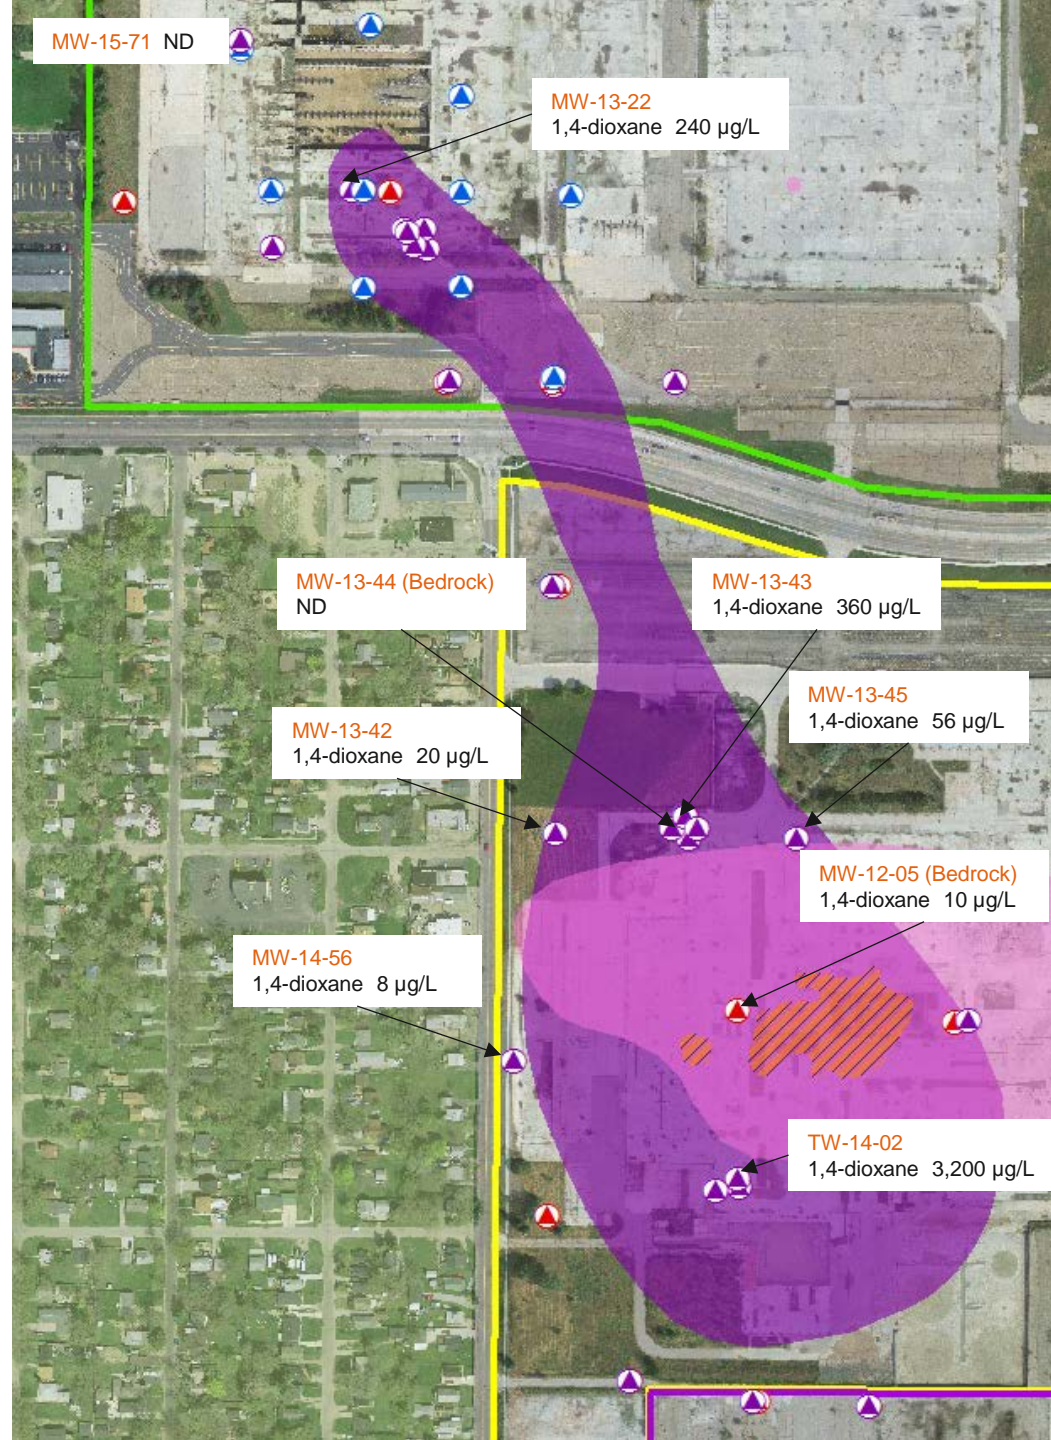 MW-15-71 ND
MW-13-22
1,4-dioxane 240 µg/L
MW-13-44 (Bedrock)
ND
MW-13-43
1,4-dioxane 360 µg/L
MW-13-45
1,4-dioxane 56 µg/L
MW-13-42
1,4-dioxane 20 µg/L
MW-12-05 (Bedrock)
1,4-dioxane 10 µg/L
MW-14-56
1,4-dioxane 8 µg/L
TW-14-02
1,4-dioxane 3,200 µg/L